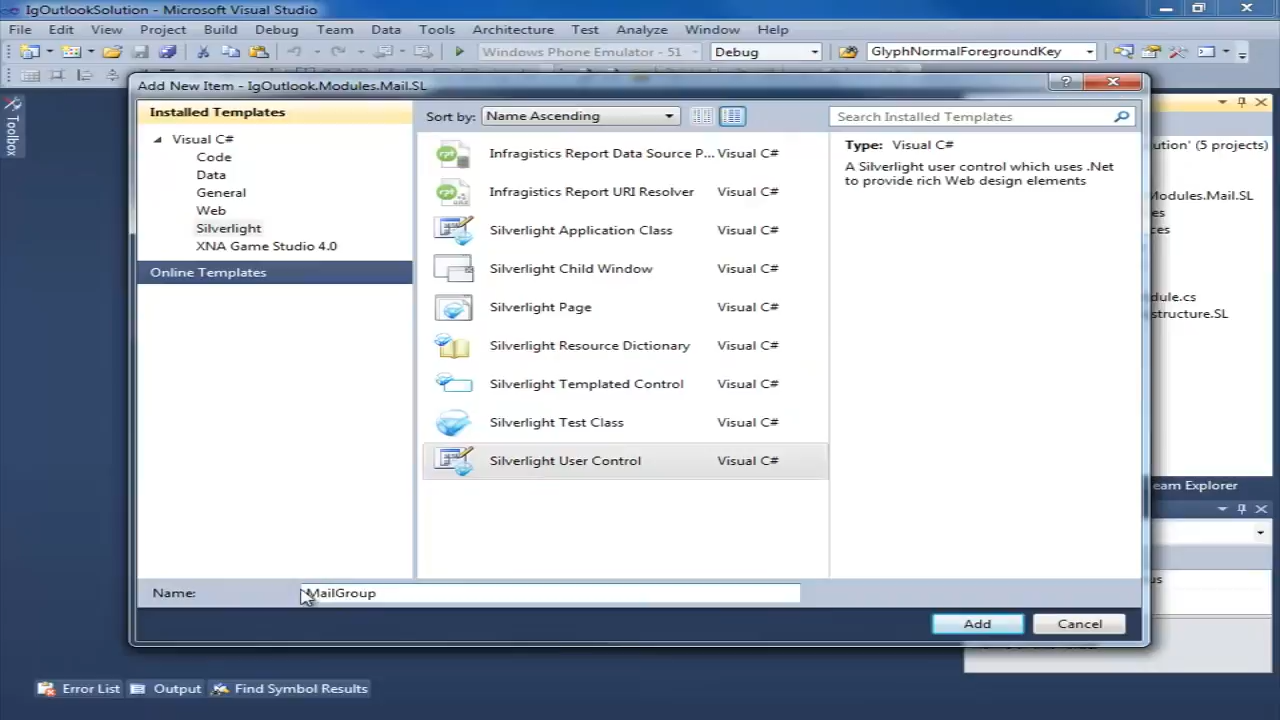 IgOutlookSolution - Microsoft Visual Studio
File Edit View Project Build Debug Team Data Tools Architecture Test Analyze Window Help
Windows Phone Emulator - 51 Debug GlyphNormalForegroundKey
Add New Item - IgOutlook.Modules.Mail.SL
Toolbox
Installed Templates
Visual C#
Code
Data
General
Web
Silverlight
XNA Game Studio 4.0
Online Templates
Sort by: Name Ascending
Infragistics Report Data Source P... Visual C#
Infragistics Report URI Resolver Visual C#
Silverlight Application Class Visual C#
Silverlight Child Window Visual C#
Silverlight Page Visual C#
Silverlight Resource Dictionary Visual C#
Silverlight Templated Control Visual C#
Silverlight Test Class Visual C#
Silverlight User Control Visual C#
Search Installed Templates
Type: Visual C#
A Silverlight user control which uses .Net
to provide rich Web design elements
ution' (5 projects)
Modules.Mail.SL
es
ces
dule.cs
structure.SL
eam Explorer
us
Name: MailGroup
Add Cancel
Error List Output Find Symbol Results